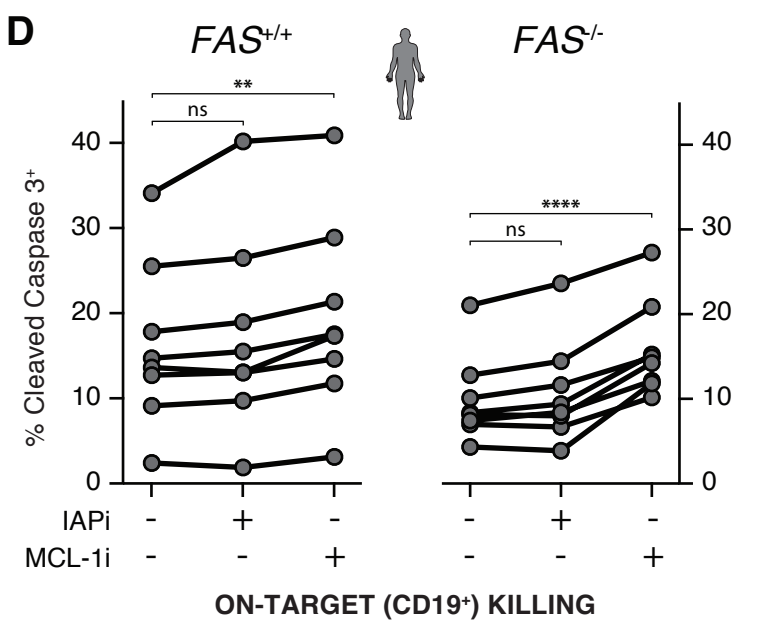 D
FAS+/+
FAS-/-
**
ns
****
ns
% Cleaved Caspase 3+
40
30
20
10
0
40
30
20
10
0
IAPi - + - - + -
MCL-1i - - + - - +
ON-TARGET (CD19+) KILLING